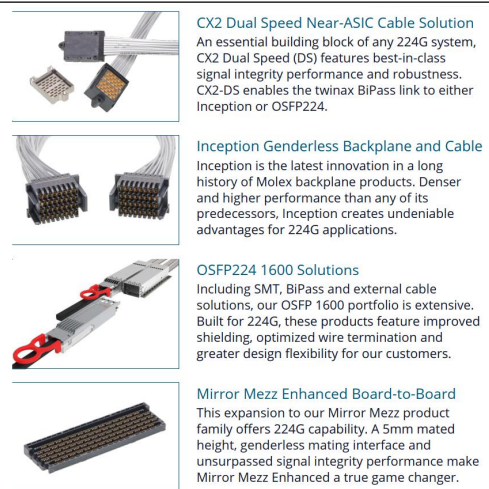 CX2 Dual Speed Near-ASIC Cable Solution
An essential building block of any 224G system,
CX2 Dual Speed (DS) features best-in-class
signal integrity performance and robustness.
CX2-DS enables the twinax BiPass link to either
Inception or OSFP224.
Inception Genderless Backplane and Cable
Inception is the latest innovation in a long
history of Molex backplane products. Denser
and higher performance than any of its
predecessors, Inception creates undeniable
advantages for 224G applications.
OSFP224 1600 Solutions
Including SMT, BiPass and external cable
solutions, our OSFP 1600 portfolio is extensive.
Built for 224G, these products feature improved
shielding, optimized wire termination and
greater design flexibility for our customers.
Mirror Mezz Enhanced Board-to-Board
This expansion to our Mirror Mezz product
family offers 224G capability. A 5mm mated
height, genderless mating interface and
unsurpassed signal integrity performance make
Mirror Mezz Enhanced a true game changer.